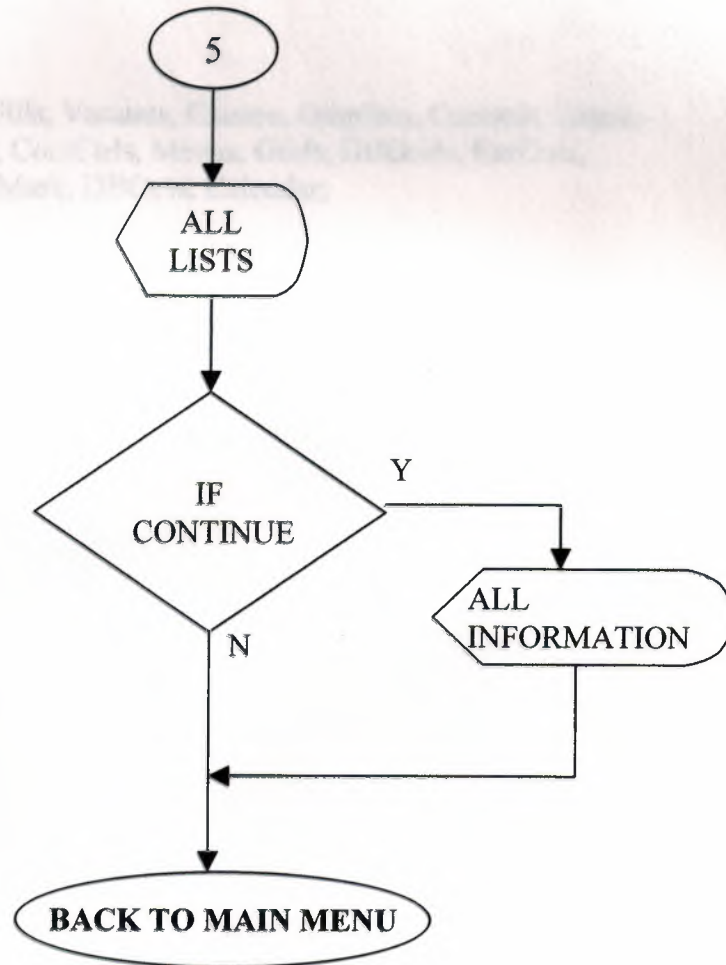 5
ALL
LISTS
IF
CONTINUE
Y
ALL
INFORMATION
N
BACK TO MAIN MENU